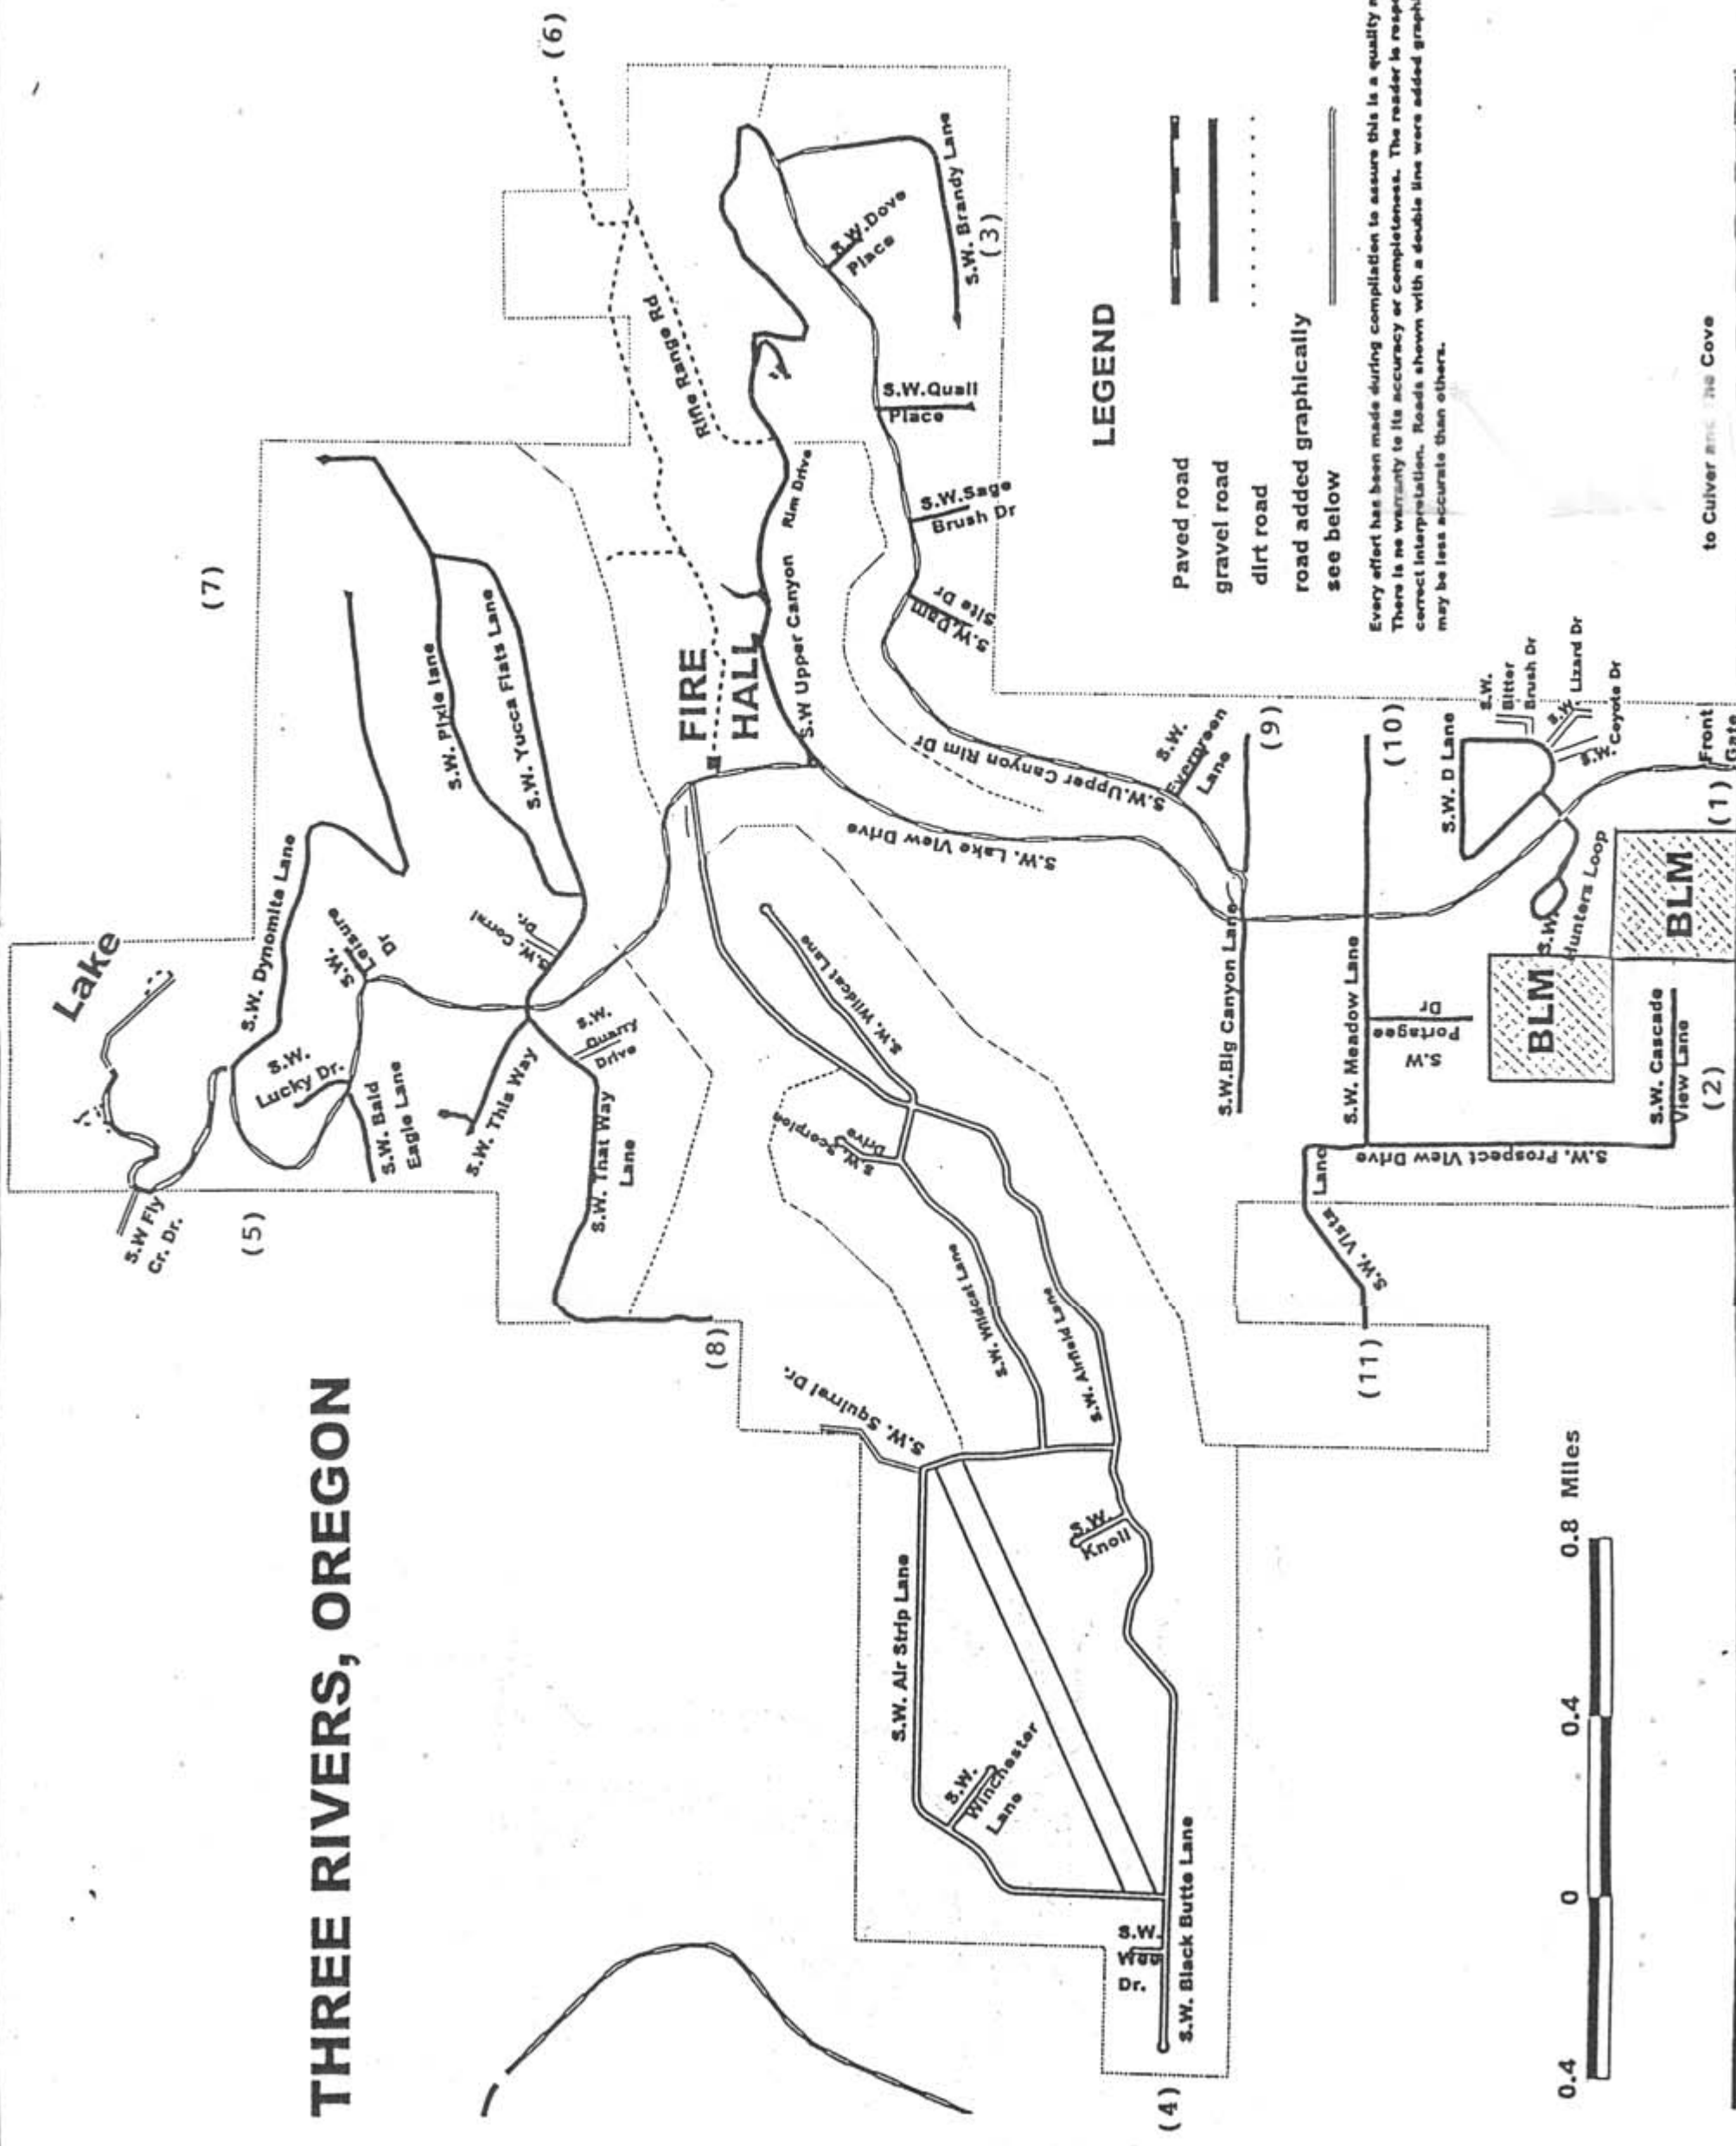 THREE RIVERS, OREGON
Lake
(7)
(6)
(5)
(8)
S.W Fly
Cr. Dr.
S.W. Dynomite Lane
S.W.
Leisure
Dr
S.W.
Lucky Dr.
S.W. Bald
Eagle Lane
S.W. This Way
S.W. That Way
Lane
S.W.
Quarry
Drive
S.W. Corral
Dr.
S.W. Pixie lane
S.W. Yucca Flats Lane
Rifle Range Rd
FIRE
HALL
S.W Upper Canyon Rim Drive
S.W.Dove
Place
S.W. Brandy Lane
(3)
S.W.Quail
Place
S.W.Sage
Brush Dr
S.W.Dam
Site Dr
S.W.Upper Canyon Rim Dr
S.W.
Evergreen
Lane
S.W. Lake View Drive
S.W. Wildcat Lane
S.W. Scorpion
Drive
S.W. Wildcat Lane
S.W. Airfield Lane
S.W. Squirrel Dr.
S.W. Air Strip Lane
S.W.
Knoll
S.W.
Winchester
Lane
S.W.
Wag
Dr.
S.W. Black Butte Lane
(4)
S.W.Big Canyon Lane
(9)
S.W. Meadow Lane
(10)
S.W
Portagee
Dr
S.W. Vista Lane
(11)
S.W. Prospect View Drive
S.W. Cascade
View Lane
(2)
BLM
BLM
S.W.
Hunters Loop
S.W. D Lane
S.W.
Bitter
Brush Dr
S.W. Lizard Dr
S.W. Coyote Dr
Front
Gate
(1)
LEGEND
Paved road
gravel road
dirt road
road added graphically
see below
Every effort has been made during compilation to assure this is a quality
There is no warranty to its accuracy or completeness. The reader is
correct interpretation. Roads shown with a double line were added
may be less accurate than others.
to Culver and The Cove
0.4 0 0.4 0.8 Miles